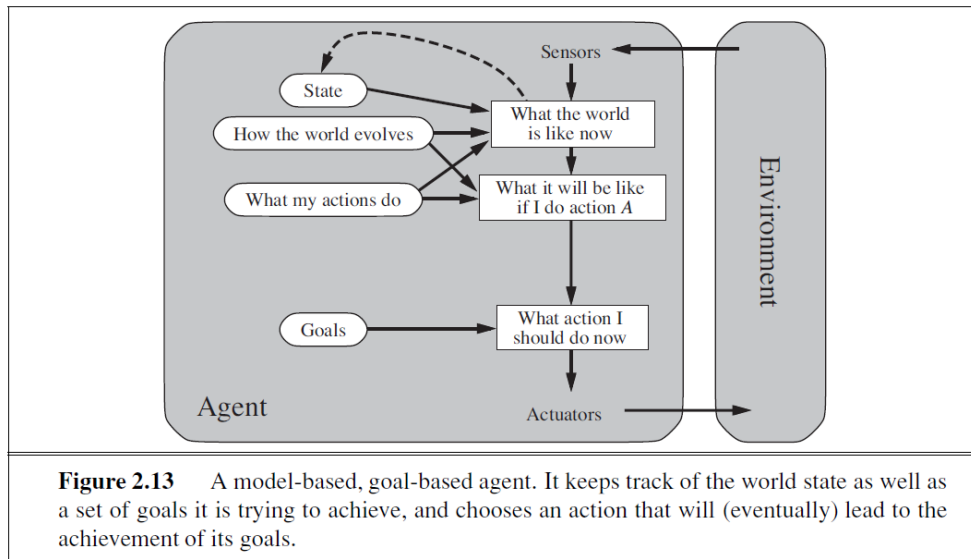 Sensors
State
What the world
is like now
How the world evolves
What it will be like
if I do action A
What my actions do
Goals
What action I
should do now
Agent
Actuators
Environment
Figure 2.13 A model-based, goal-based agent. It keeps track of the world state as well as
a set of goals it is trying to achieve, and chooses an action that will (eventually) lead to the
achievement of its goals.